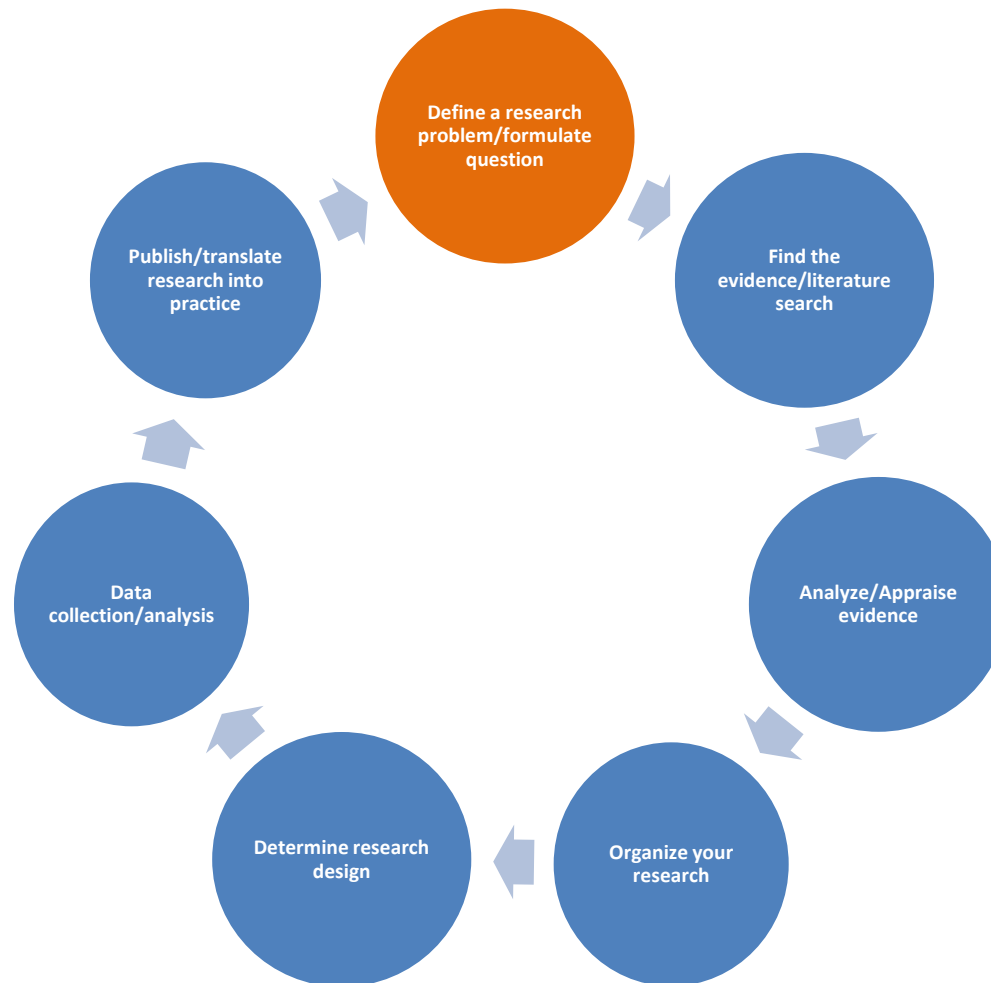 Define a research
problem/formulate
question
Find the
evidence/literature
search
Analyze/Appraise
evidence
Organize your
research
Determine research
design
Data
collection/analysis
Publish/translate
research into
practice